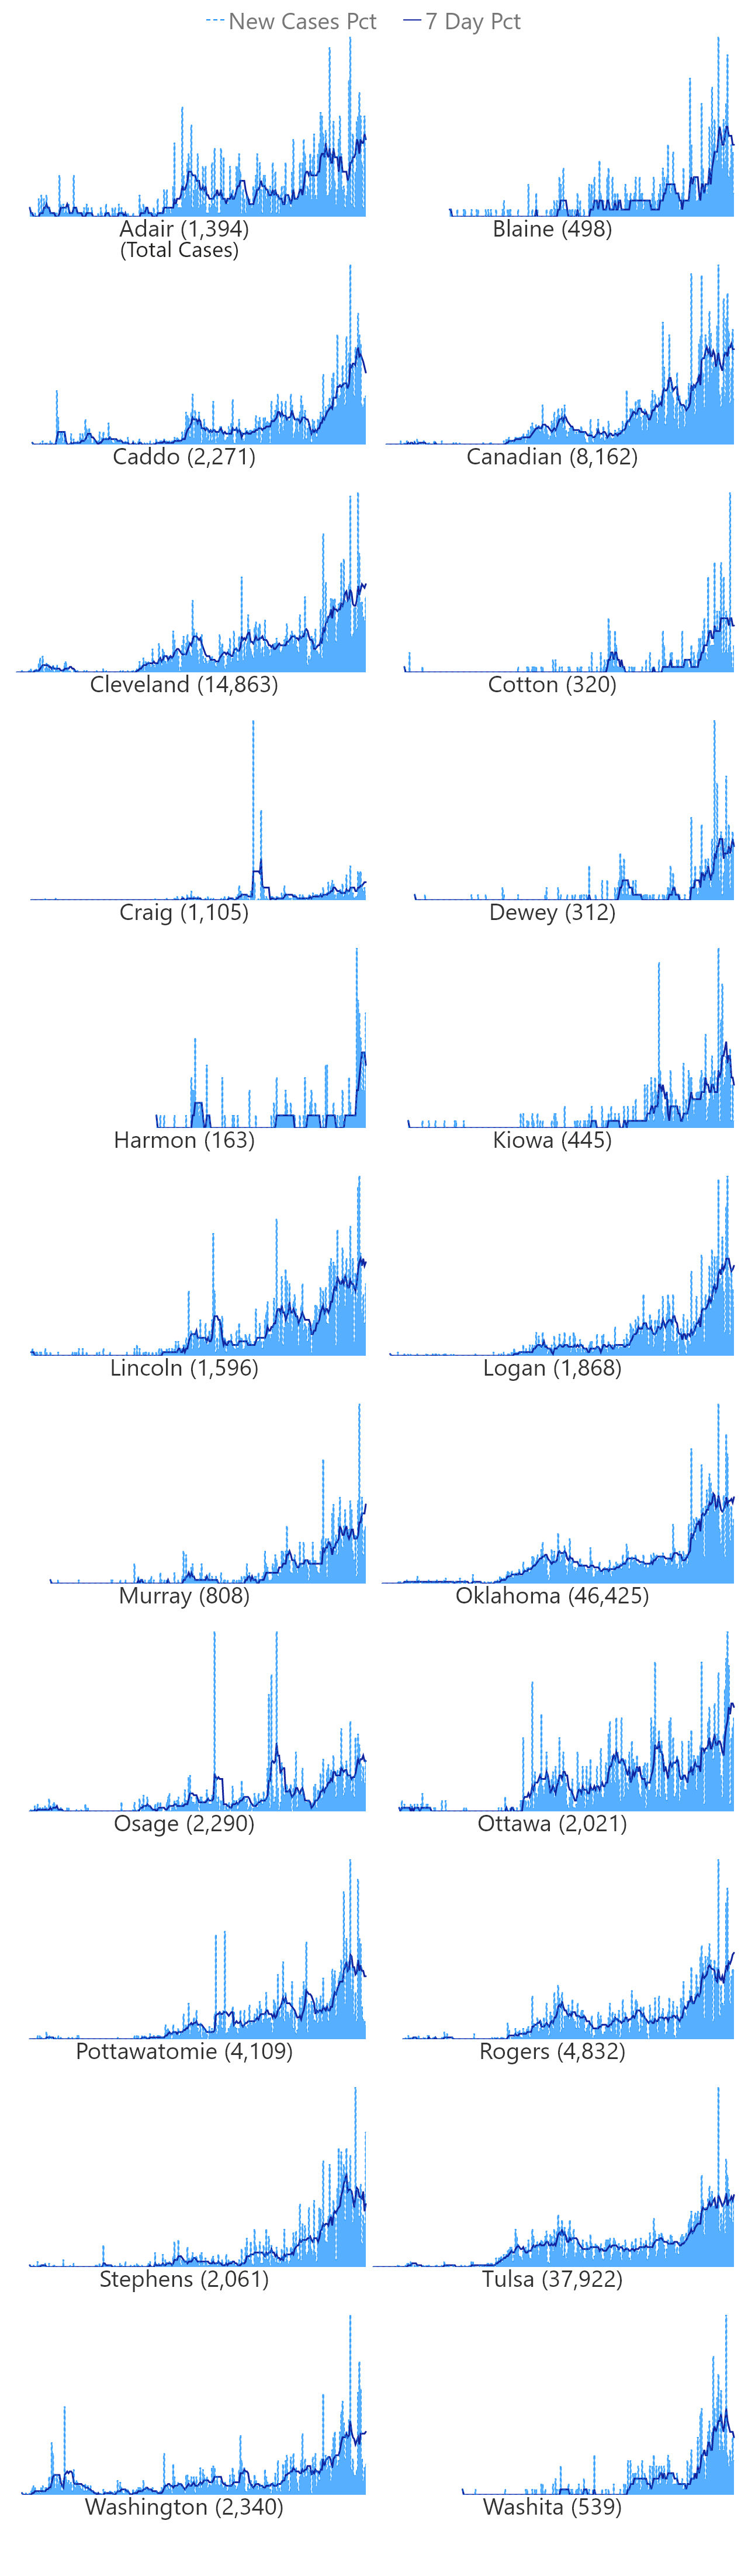 New Cases Pct 7 Day Pct
Adair (1,394) Blaine (498)
(Total Cases)
Caddo (2,271) Canadian (8,162)
Cleveland (14,863) Cotton (320)
Craig (1,105) Dewey (312)
Harmon (163) Kiowa (445)
Lincoln (1,596) Logan (1,868)
Murray (808) Oklahoma (46,425)
Osage (2,290) Ottawa (2,021)
Pottawatomie (4,109) Rogers (4,832)
Stephens (2,061) Tulsa (37,922)
Washington (2,340) Washita (539)